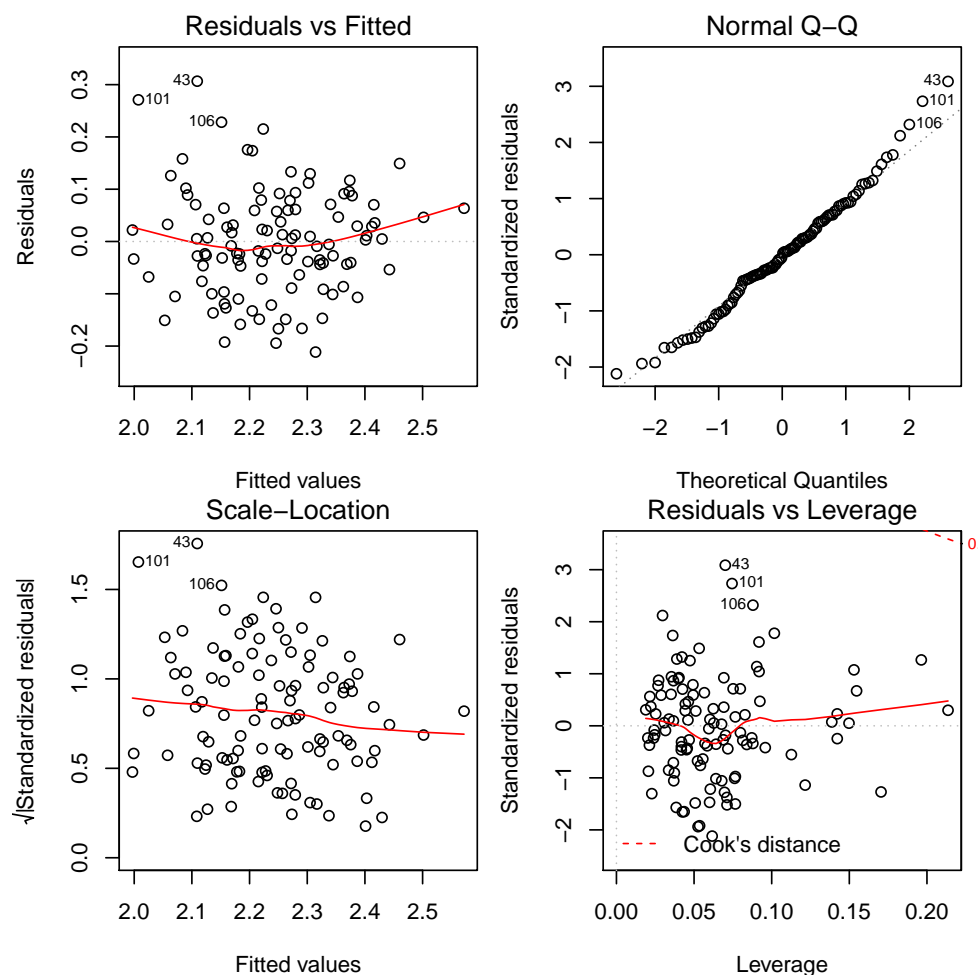 Residuals vs Fitted
Residuals
0.3
0.2
0.1
0.0
−0.2
43
101
106
2.0 2.1 2.2 2.3 2.4 2.5
Fitted values
Normal Q−Q
Standardized residuals
3
2
1
0
−1
−2
43
101
106
−2 −1 0 1 2
Theoretical Quantiles
Scale−Location
√|Standardized residuals|
1.5
1.0
0.5
0.0
43
101
106
2.0 2.1 2.2 2.3 2.4 2.5
Fitted values
Residuals vs Leverage
Standardized residuals
3
2
1
0
−1
−2
43
101
106
Cook's distance
0.00 0.05 0.10 0.15 0.20
Leverage